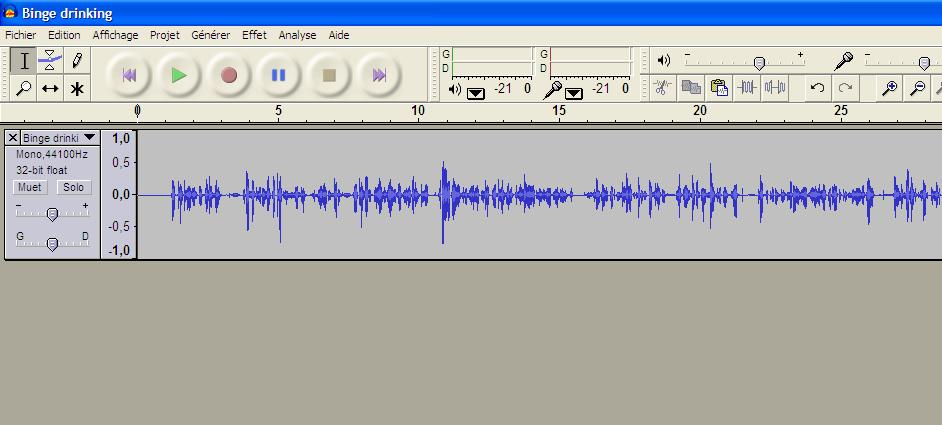 Binge drinking
Fichier Edition Affichage Projet Générer Effet Analyse Aide
G
D
-21 0
G
D
-21 0
- +
-
0 5 10 15 20 25
Binge drinki
Mono,44100Hz
32-bit float
Muet Solo
- +
G D
1,0
0,5
0,0
-0,5
-1,0